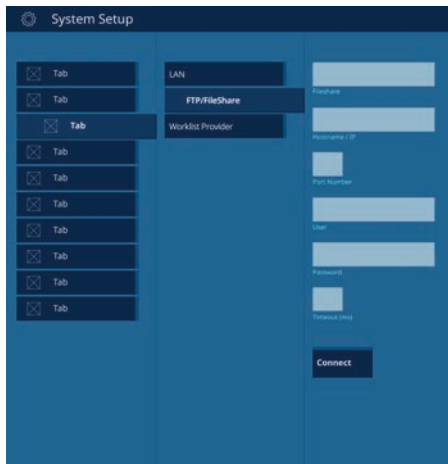 System Setup
Tab
Tab
Tab
Tab
Tab
Tab
Tab
Tab
Tab
Tab
LAN
FTP/FileShare
Worklist Provider
Fileshare
Hostname / IP
Port Number
User
Password
Timeout (ms)
Connect